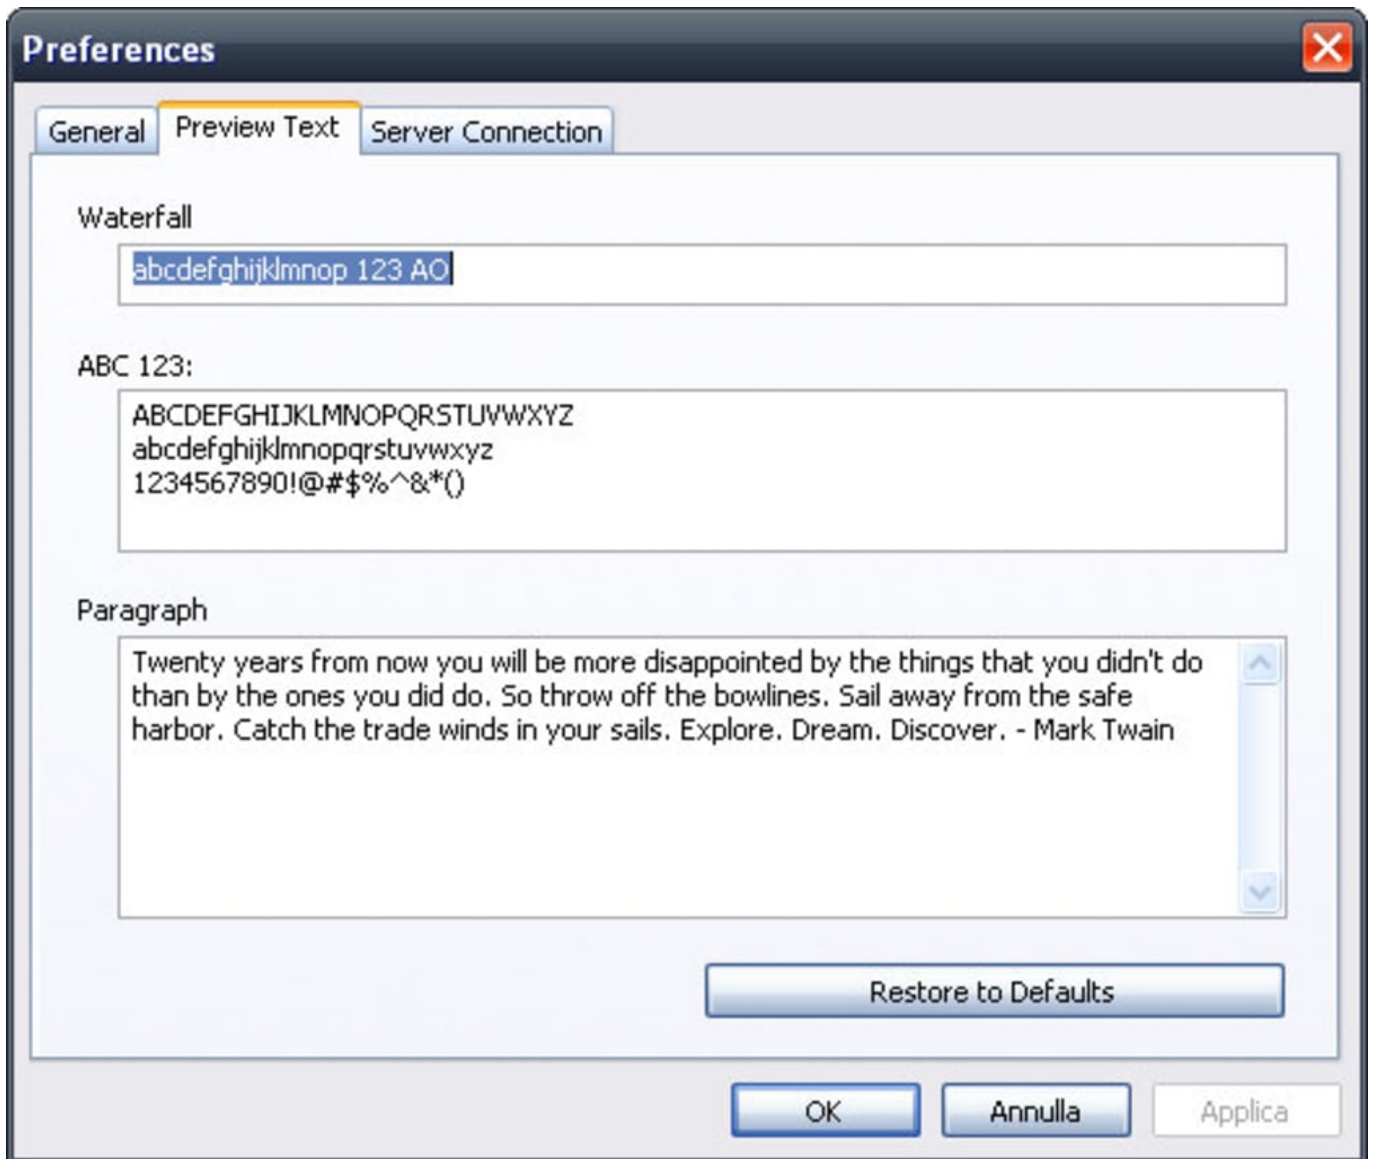 Preferences
General Preview Text Server Connection
Waterfall
abcdefghijklmnop 123 AO
ABC 123:
ABCDEFGHIJKLMNOPQRSTUVWXYZ
abcdefghijklmnopqrstuvwxyz
1234567890!@#$%^&*()
Paragraph
Twenty years from now you will be more disappointed by the things that you didn't do
than by the ones you did do. So throw off the bowlines. Sail away from the safe
harbor. Catch the trade winds in your sails. Explore. Dream. Discover. - Mark Twain
Restore to Defaults
OK Annulla Applica